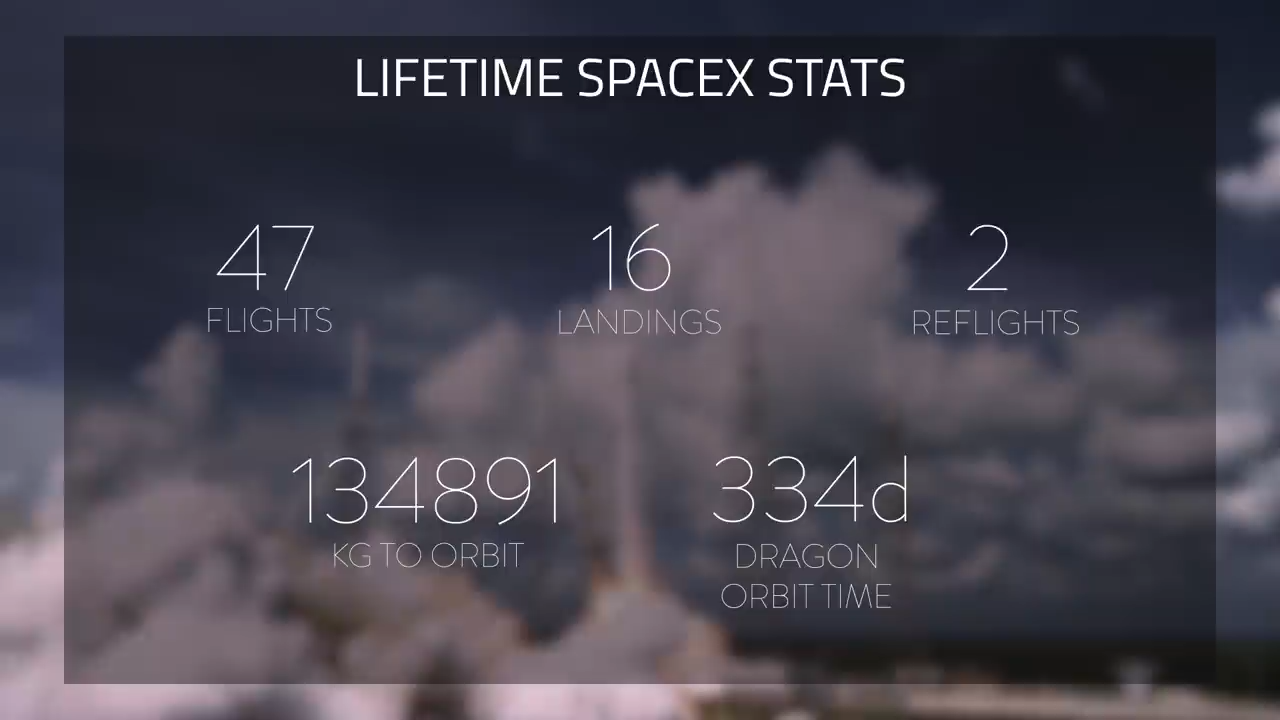 LIFETIME SPACEX STATS
47
FLIGHTS
16
LANDINGS
2
REFLIGHTS
134891
KG TO ORBIT
334d
DRAGON
ORBIT TIME